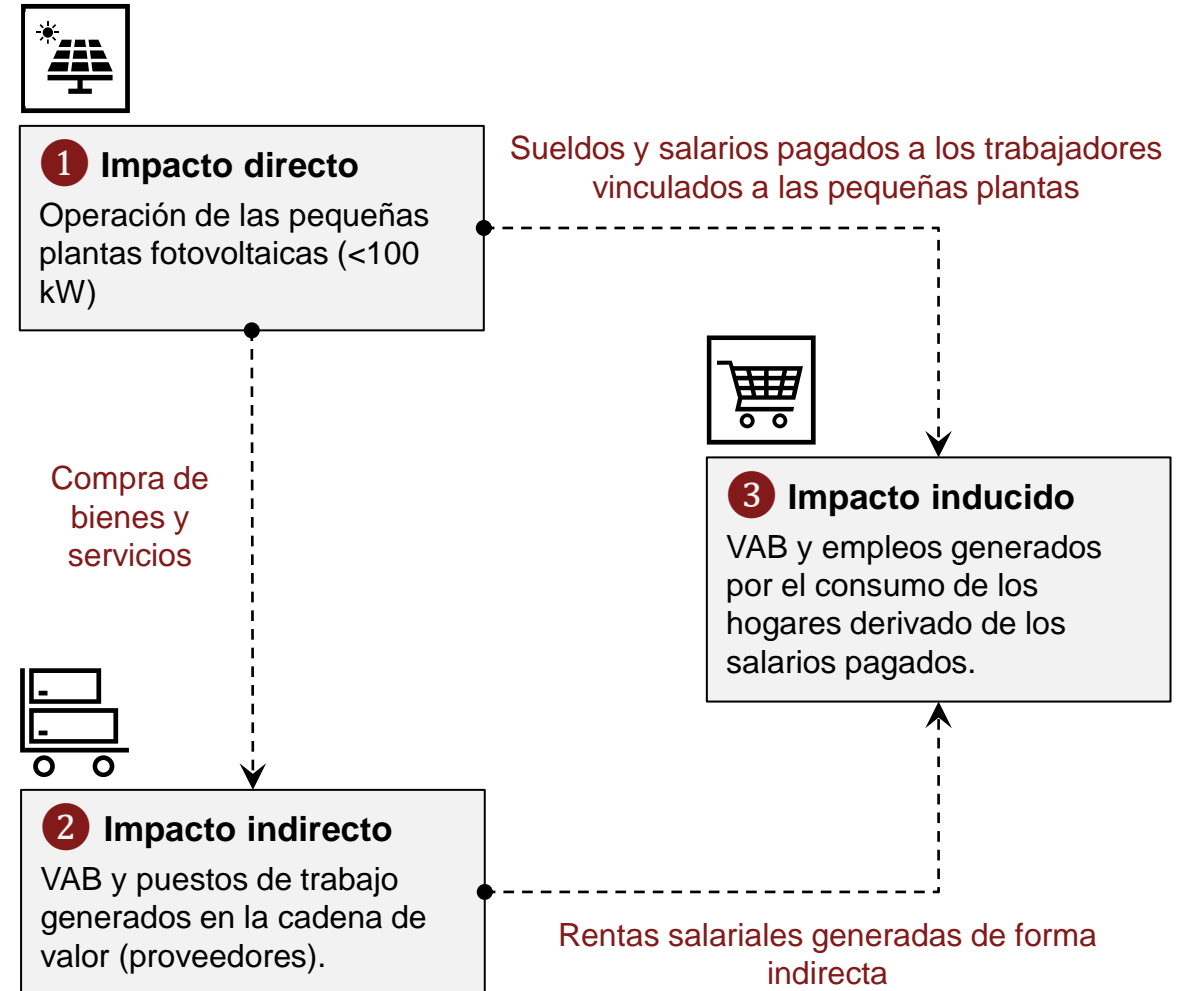 1 Impacto directo
Operación de las pequeñas
plantas fotovoltaicas (<100
kW)
Sueldos y salarios pagados a los trabajadores
vinculados a las pequeñas plantas
Compra de
bienes y
servicios
3 Impacto inducido
VAB y empleos generados
por el consumo de los
hogares derivado de los
salarios pagados.
2 Impacto indirecto
VAB y puestos de trabajo
generados en la cadena de
valor (proveedores).
Rentas salariales generadas de forma
indirecta